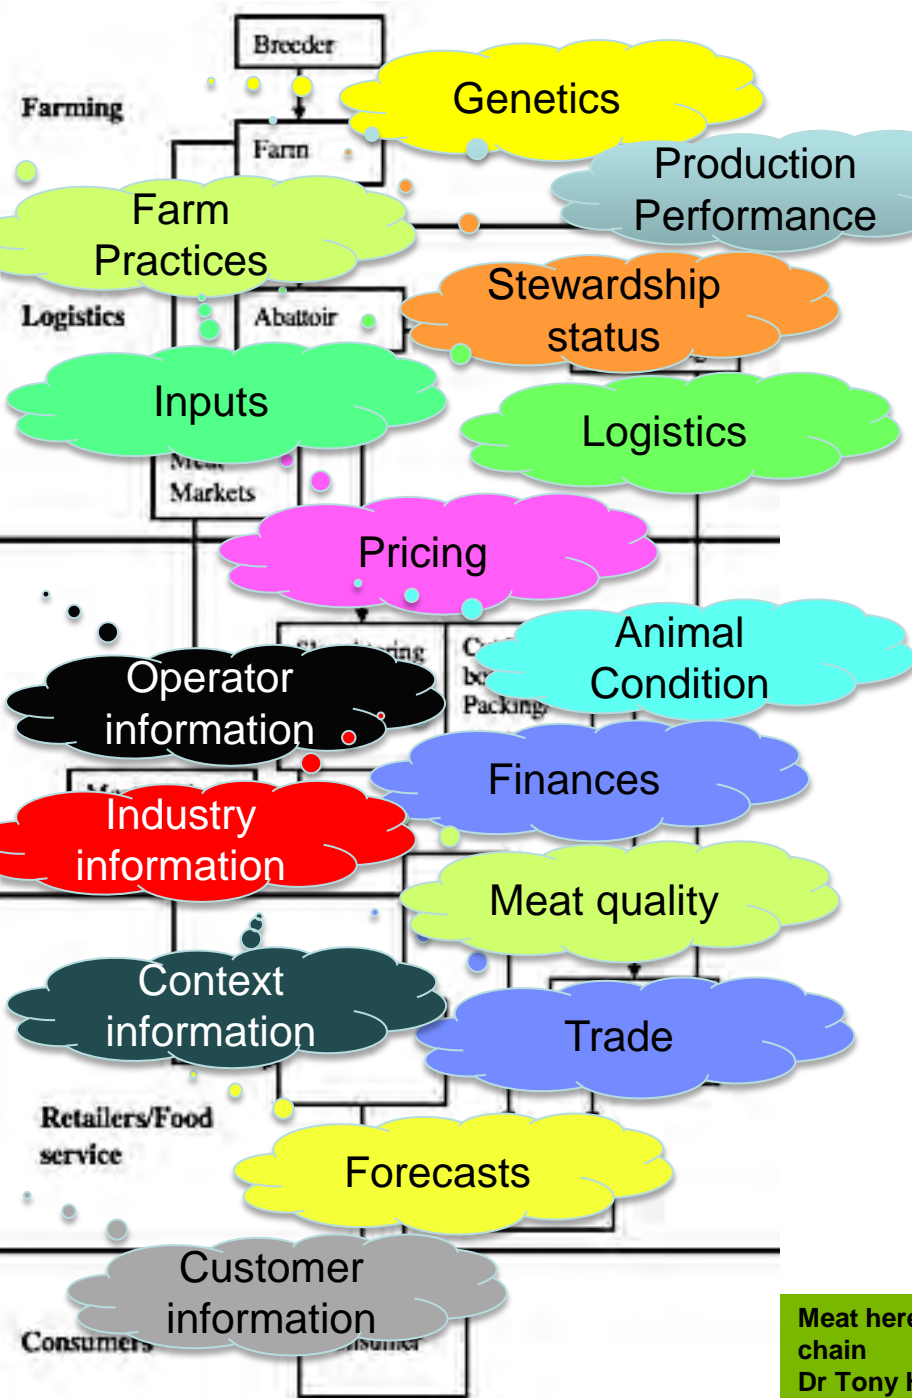 Breeder
Genetics
Farming
Farm
Production
Performance
Farm
Practices
Stewardship
status
Logistics
Abattoir
Inputs
Logistics
Meat
Markets
Pricing
Animal
Condition
Operator
information
Packing/
Finances
Industry
information
Meat quality
Context
information
Trade
Retailers/Food
service
Forecasts
Customer
information
Consumers
Meat here
chain
Dr Tony